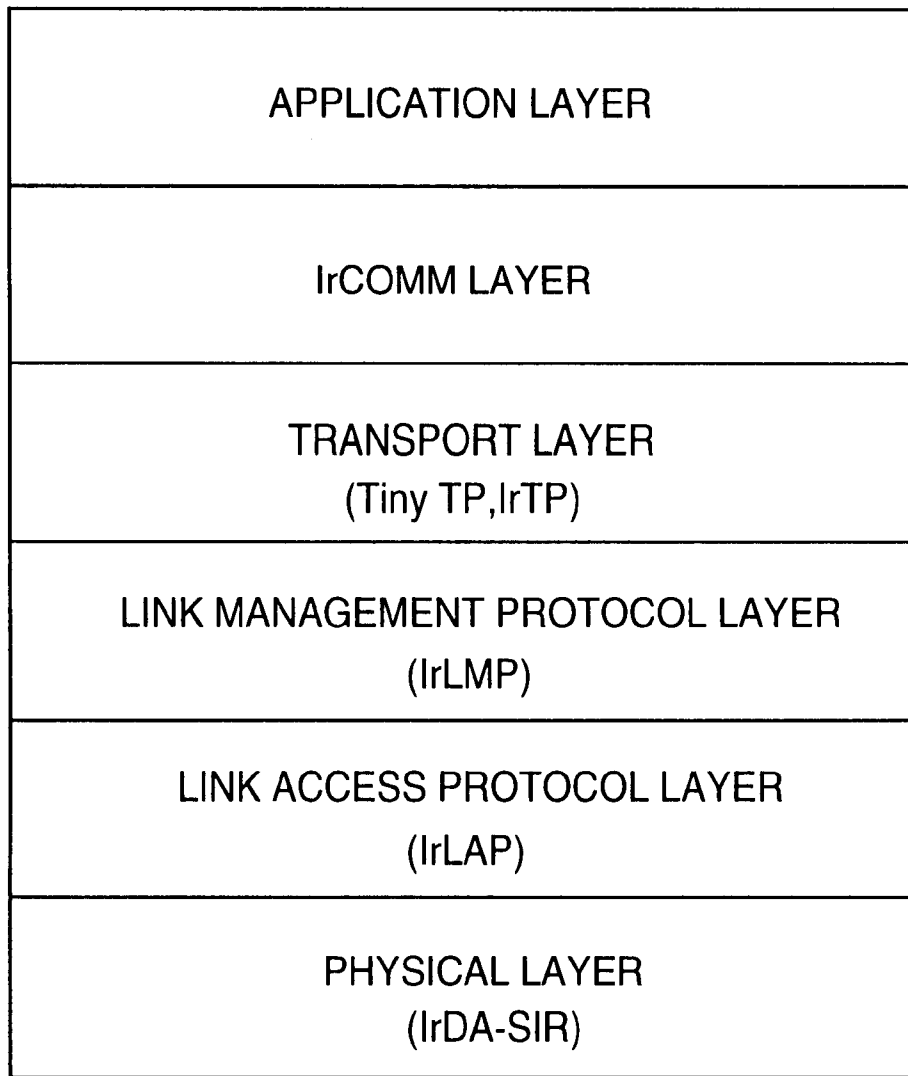 APPLICATION LAYER
IrCOMM LAYER
TRANSPORT LAYER
(Tiny TP,IrTP)
LINK MANAGEMENT PROTOCOL LAYER
(IrLMP)
LINK ACCESS PROTOCOL LAYER
(IrLAP)
PHYSICAL LAYER
(IrDA-SIR)